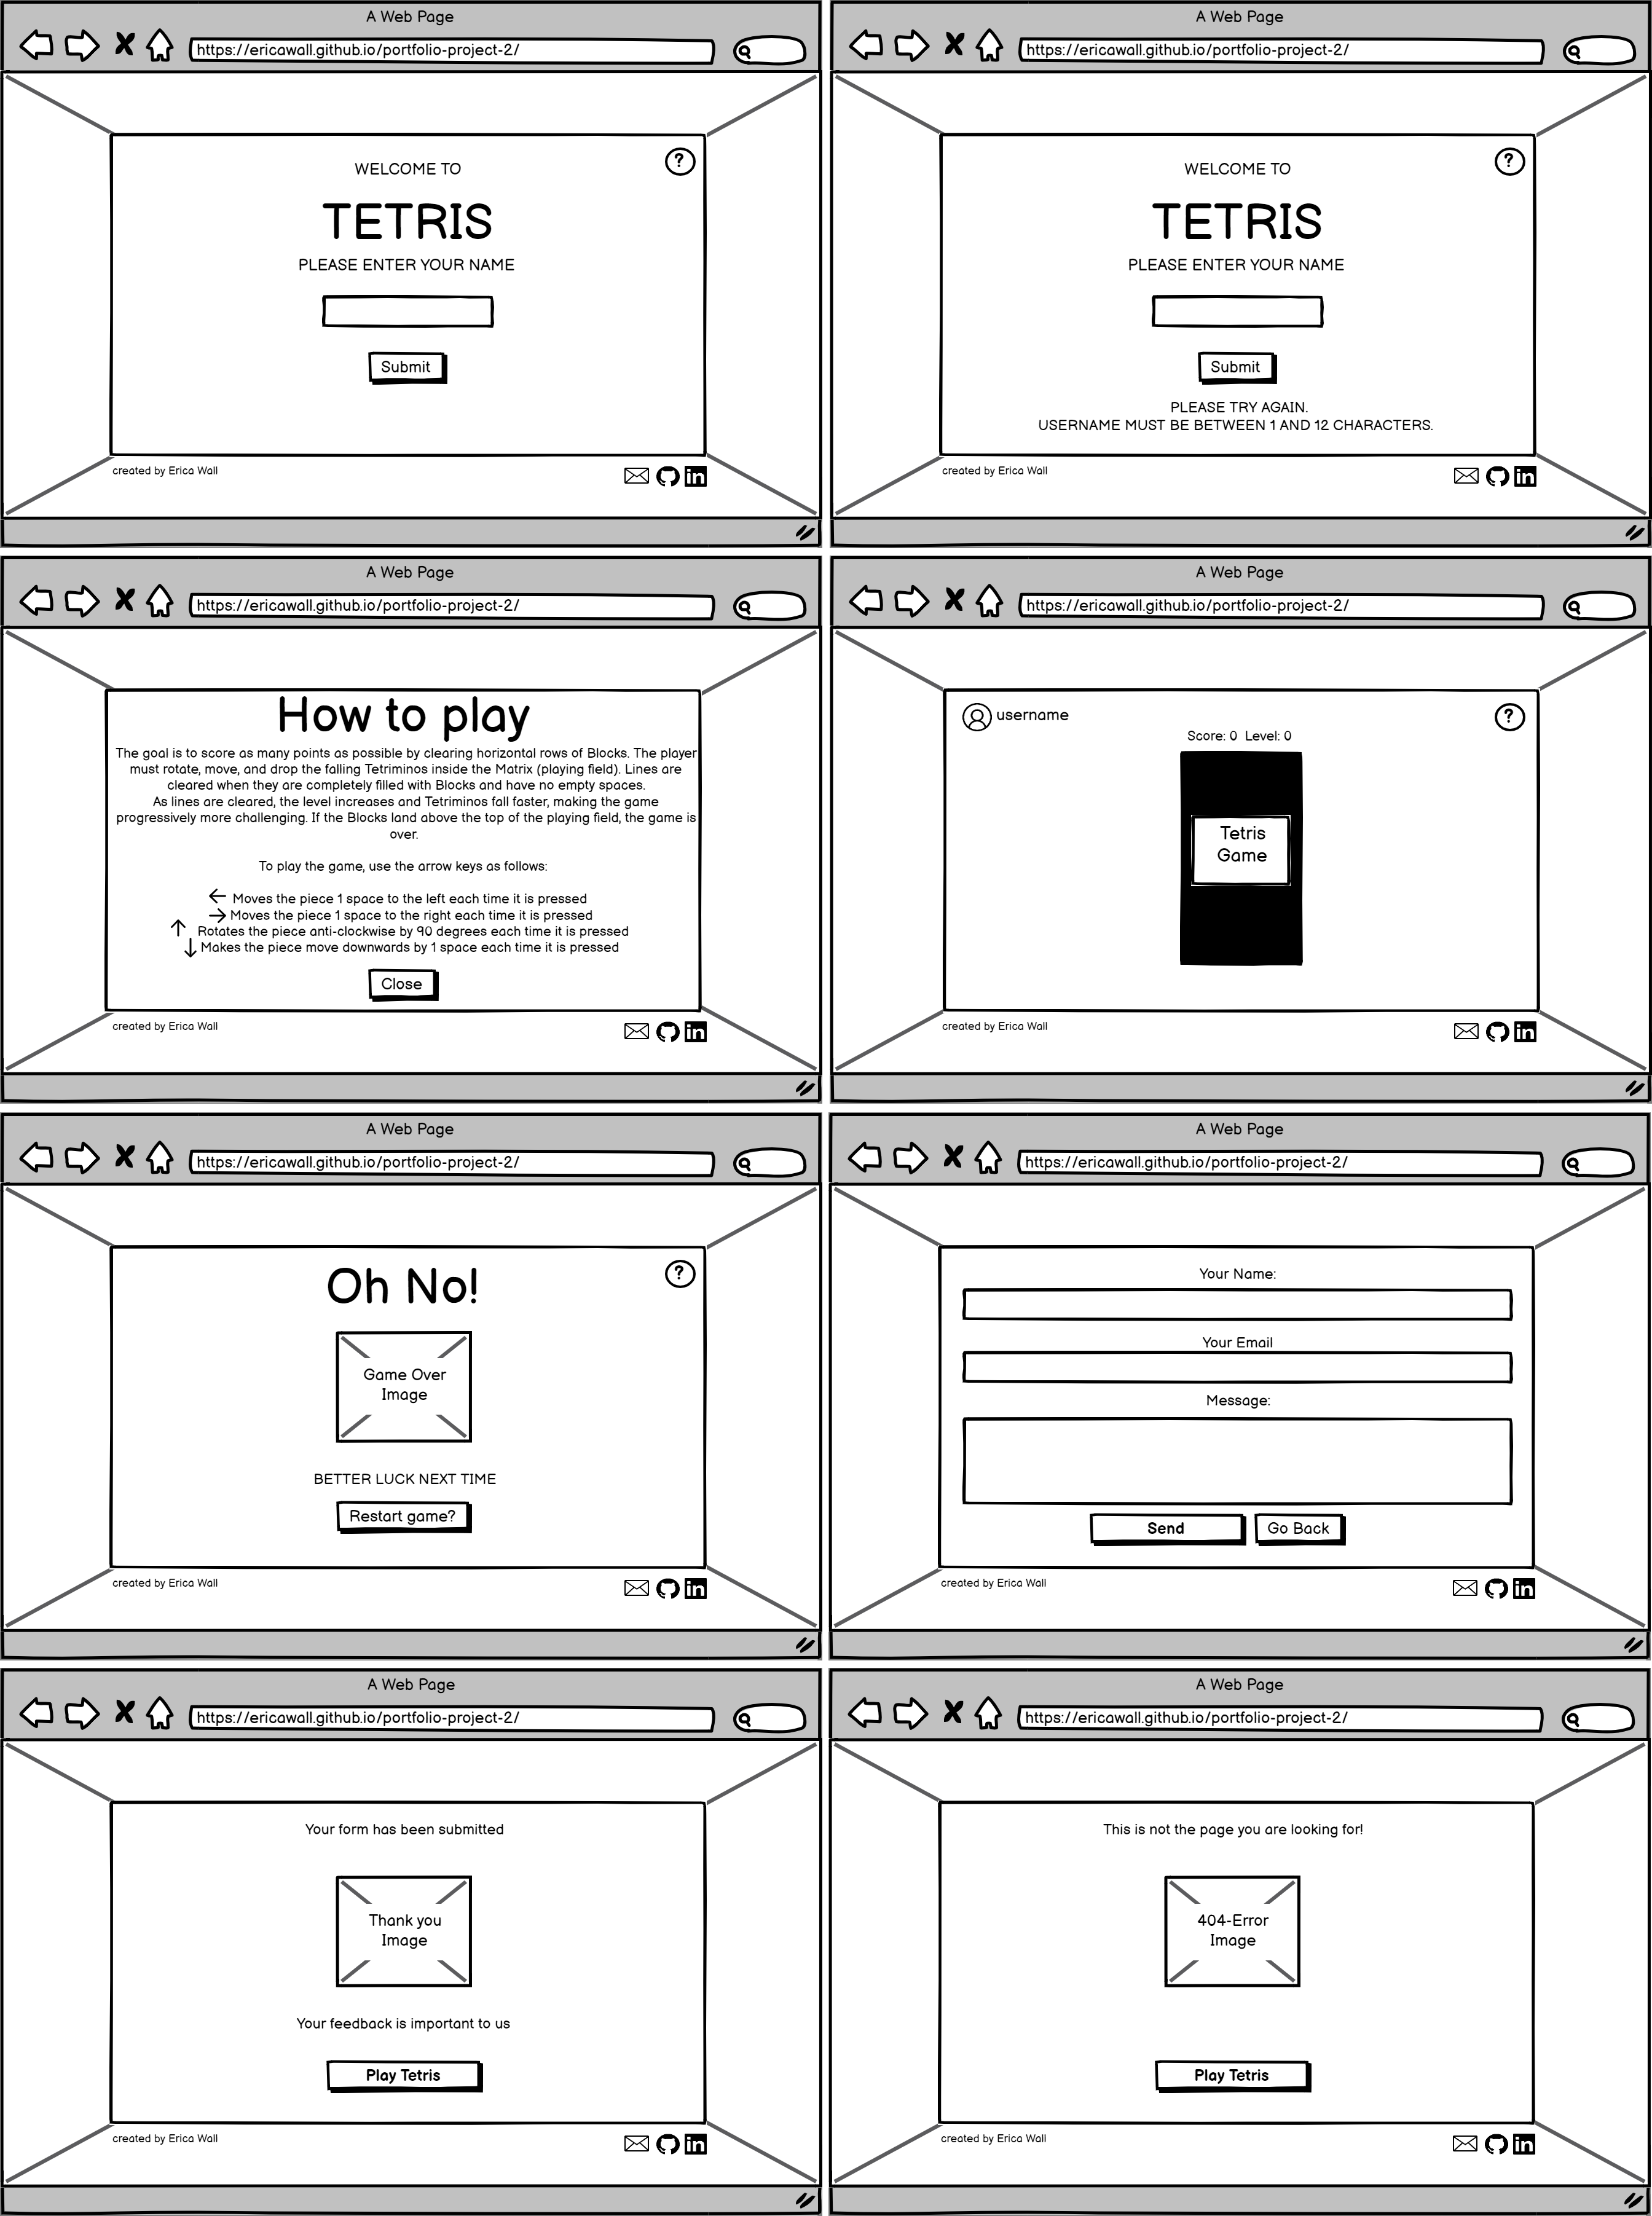 A Web Page
https://ericawall.github.io/portfolio-project-2/
WELCOME TO
?
TETRIS
PLEASE ENTER YOUR NAME
Submit
created by Erica Wall
in
A Web Page
https://ericawall.github.io/portfolio-project-2/
WELCOME TO
?
TETRIS
PLEASE ENTER YOUR NAME
Submit
PLEASE TRY AGAIN.
USERNAME MUST BE BETWEEN 1 AND 12 CHARACTERS.
created by Erica Wall
in
A Web Page
https://ericawall.github.io/portfolio-project-2/
How to play
The goal is to score as many points as possible by clearing horizontal rows of Blocks. The player
must rotate, move, and drop the falling Tetriminos inside the Matrix (playing field). Lines are
cleared when they are completely filled with Blocks and have no empty spaces.
As lines are cleared, the level increases and Tetriminos fall faster, making the game
progressively more challenging. If the Blocks land above the top of the playing field, the game is
over.
To play the game, use the arrow keys as follows:
← Moves the piece 1 space to the left each time it is pressed
→ Moves the piece 1 space to the right each time it is pressed
↑ Rotates the piece anti-clockwise by 90 degrees each time it is pressed
↓ Makes the piece move downwards by 1 space each time it is pressed
Close
created by Erica Wall
in
A Web Page
https://ericawall.github.io/portfolio-project-2/
username
?
Score: 0 Level: 0
Tetris
Game
created by Erica Wall
in
A Web Page
https://ericawall.github.io/portfolio-project-2/
Oh No!
?
Game Over
Image
BETTER LUCK NEXT TIME
Restart game?
created by Erica Wall
in
A Web Page
https://ericawall.github.io/portfolio-project-2/
Your Name:
Your Email
Message:
Send Go Back
created by Erica Wall
in
A Web Page
https://ericawall.github.io/portfolio-project-2/
Your form has been submitted
Thank you
Image
Your feedback is important to us
Play Tetris
created by Erica Wall
in
A Web Page
https://ericawall.github.io/portfolio-project-2/
This is not the page you are looking for!
404-Error
Image
Play Tetris
created by Erica Wall
in